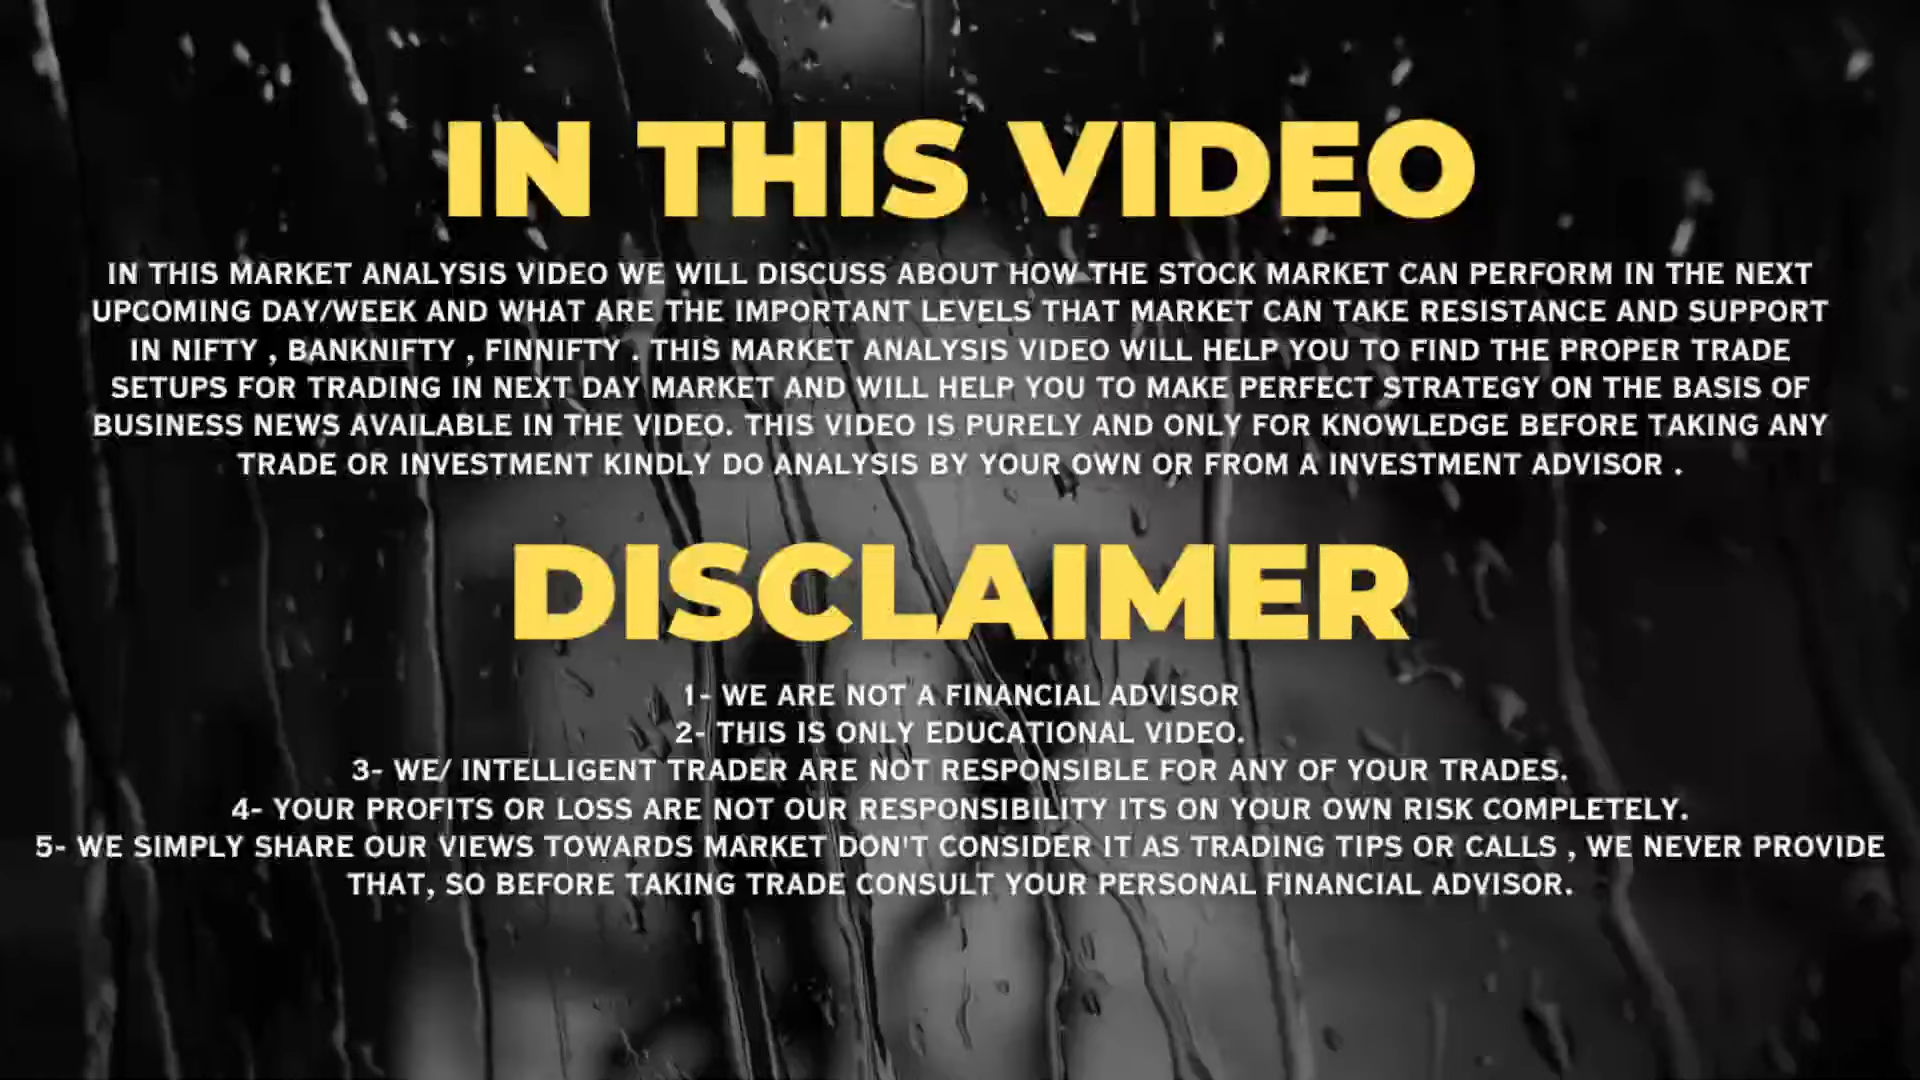 IN THIS VIDEO
IN THIS MARKET ANALYSIS VIDEO WE WILL DISCUSS ABOUT HOW THE STOCK MARKET CAN PERFORM IN THE NEXT
UPCOMING DAY/WEEK AND WHAT ARE THE IMPORTANT LEVELS THAT MARKET CAN TAKE RESISTANCE AND SUPPORT
IN NIFTY , BANKNIFTY , FINNIFTY . THIS MARKET ANALYSIS VIDEO WILL HELP YOU TO FIND THE PROPER TRADE
SETUPS FOR TRADING IN NEXT DAY MARKET AND WILL HELP YOU TO MAKE PERFECT STRATEGY ON THE BASIS OF
BUSINESS NEWS AVAILABLE IN THE VIDEO. THIS VIDEO IS PURELY AND ONLY FOR KNOWLEDGE BEFORE TAKING ANY
TRADE OR INVESTMENT KINDLY DO ANALYSIS BY YOUR OWN OR FROM A INVESTMENT ADVISOR .
DISCLAIMER
1- WE ARE NOT A FINANCIAL ADVISOR
2- THIS IS ONLY EDUCATIONAL VIDEO.
3- WE/ INTELLIGENT TRADER ARE NOT RESPONSIBLE FOR ANY OF YOUR TRADES.
4- YOUR PROFITS OR LOSS ARE NOT OUR RESPONSIBILITY ITS ON YOUR OWN RISK COMPLETELY.
5- WE SIMPLY SHARE OUR VIEWS TOWARDS MARKET DON'T CONSIDER IT AS TRADING TIPS OR CALLS , WE NEVER PROVIDE
THAT, SO BEFORE TAKING TRADE CONSULT YOUR PERSONAL FINANCIAL ADVISOR.